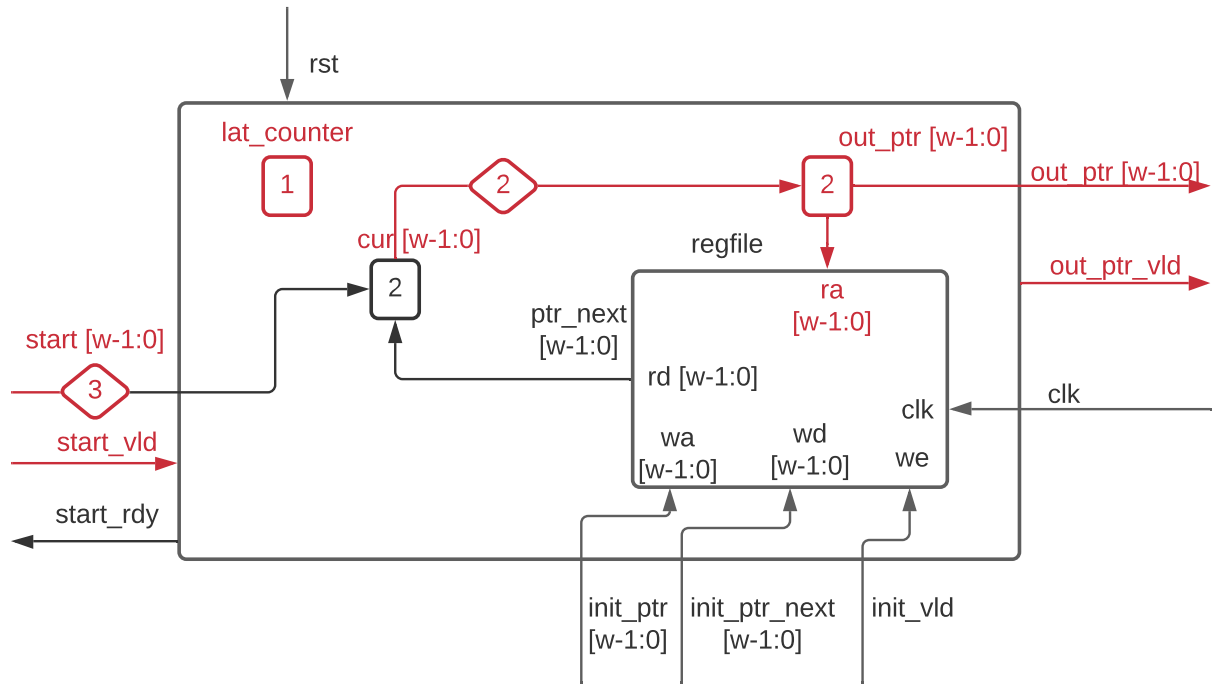 rst
lat_counter
1
2
out_ptr [w-1:0]
2
out_ptr [w-1:0]
cur [w-1:0]
2
regfile
out_ptr_vld
ra
[w-1:0]
ptr_next
[w-1:0]
start [w-1:0]
3
rd [w-1:0]
clk
clk
start_vld
wa
[w-1:0]
wd
[w-1:0]
we
start_rdy
init_ptr
[w-1:0]
init_ptr_next
[w-1:0]
init_vld